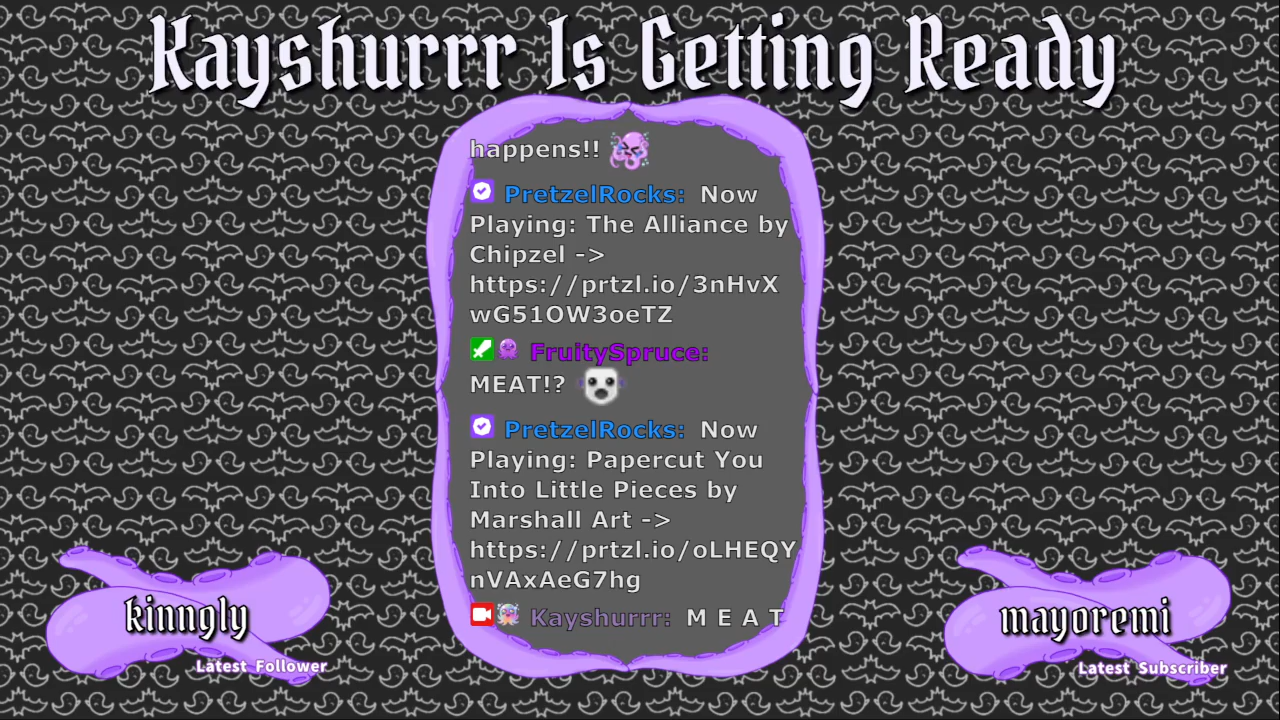 Kayshurrr Is Getting Ready
happens!!
PretzelRocks: Now
Playing: The Alliance by
Chipzel ->
https://prtzl.io/3nHvX
wG51OW3oeTZ
FruitySpruce:
MEAT!?
PretzelRocks: Now
Playing: Papercut You
Into Little Pieces by
Marshall Art ->
https://prtzl.io/oLHEQY
nVAxAeG7hg
Kayshurrr: M E A T
kinngly
Latest Follower
mayoremi
Latest Subscriber